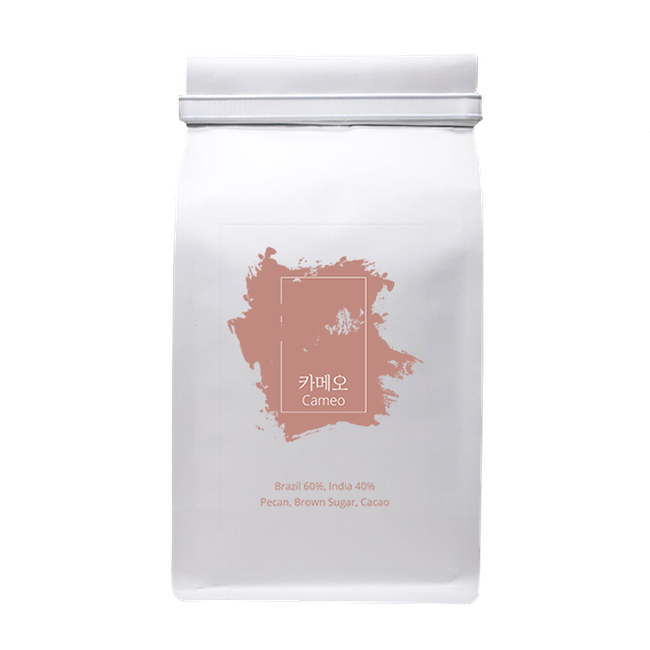 카메오
Cameo
Brazil 60%, India 40%
Pecan, Brown Sugar, Cacao